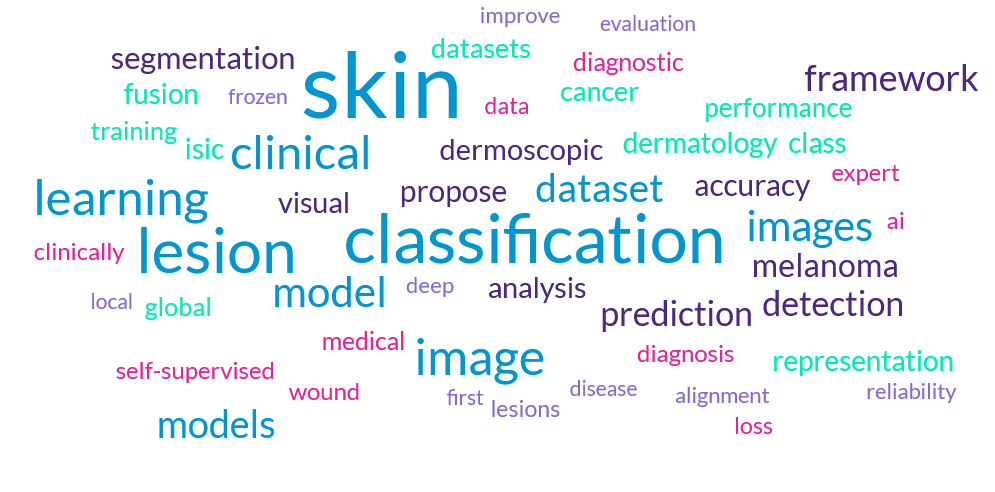 improve
evaluation
datasets
segmentation
skin
diagnostic
framework
fusion
frozen
data
cancer
performance
training
isic
clinical
dermoscopic
dermatology
class
learning
visual
propose
dataset
accuracy
expert
clinically
lesion
classification
images
ai
melanoma
local
global
model
deep
analysis
prediction
detection
medical
image
diagnosis
representation
self-supervised
wound
first
lesions
disease
alignment
reliability
models
loss